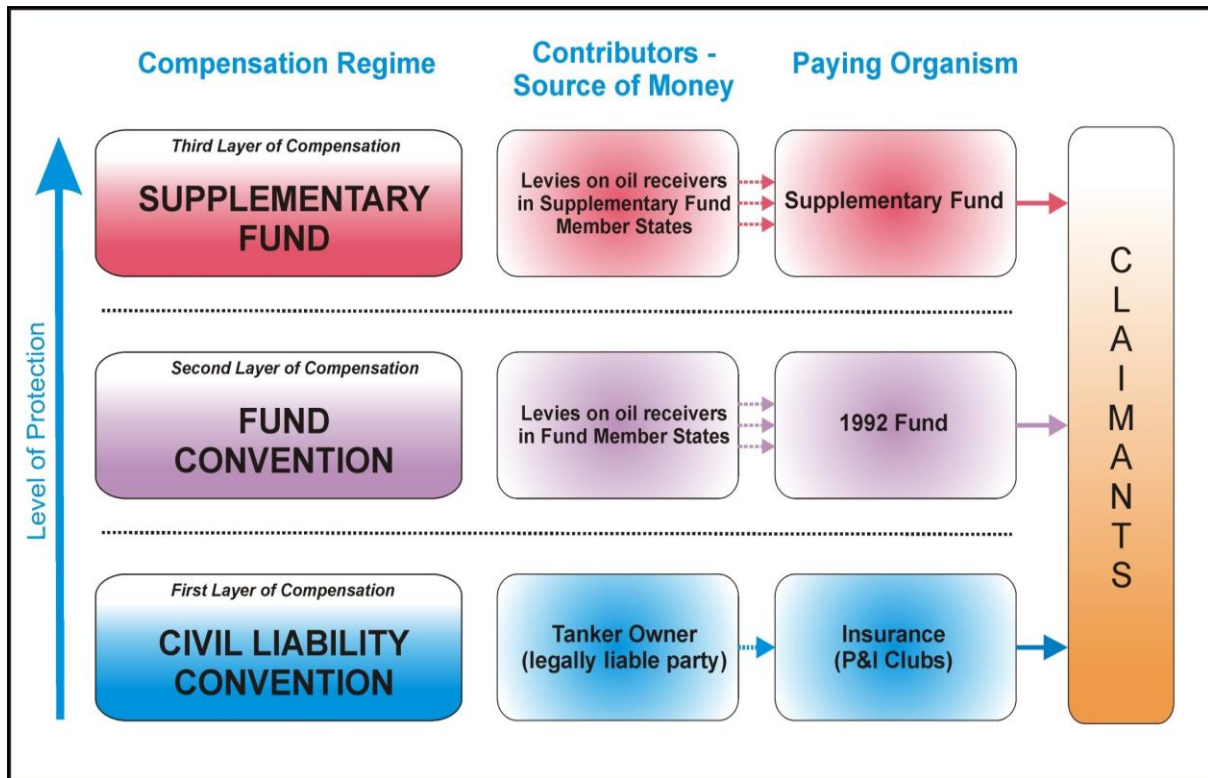 Compensation Regime
Contributors -
Source of Money
Paying Organism
Third Layer of Compensation
SUPPLEMENTARY
FUND
Levies on oil receivers
in Supplementary Fund
Member States
Supplementary Fund
Second Layer of Compensation
FUND
CONVENTION
Levies on oil receivers
in Fund Member States
1992 Fund
First Layer of Compensation
CIVIL LIABILITY
CONVENTION
Tanker Owner
(legally liable party)
Insurance
(P&I Clubs)
Level of Protection
CLAIMANTS